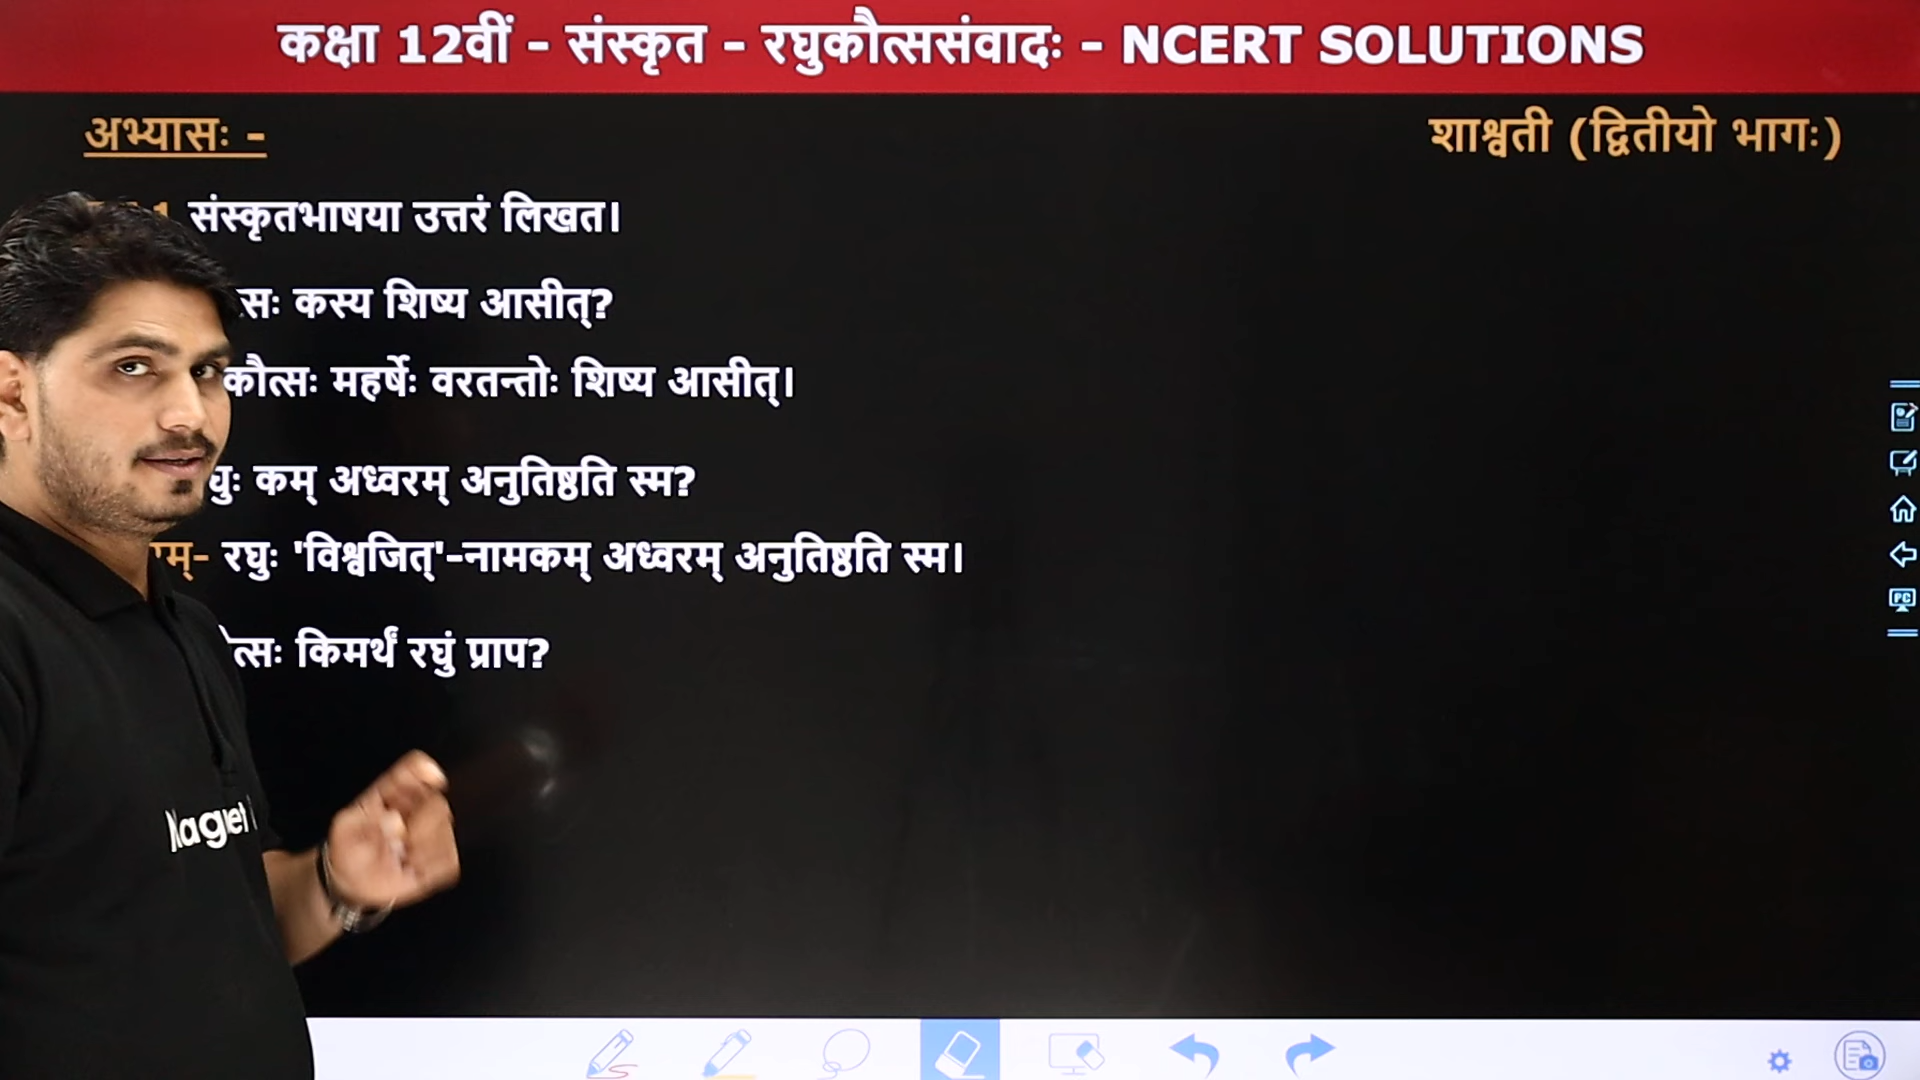 कक्षा 12वीं - संस्कृत - रघुकौत्ससंवादः - NCERT SOLUTIONS
अभ्यासः -
शाश्वती (द्वितीयो भागः)
संस्कृतभाषया उत्तरं लिखत।
कस्य शिष्य आसीत्?
कौत्सः महर्षेः वरतन्तोः शिष्य आसीत्।
कम् अध्वरम् अनुतिष्ठति स्म?
रघुः 'विश्वजित्'-नामकम् अध्वरम् अनुतिष्ठति स्म।
किमर्थं रघुं प्राप?